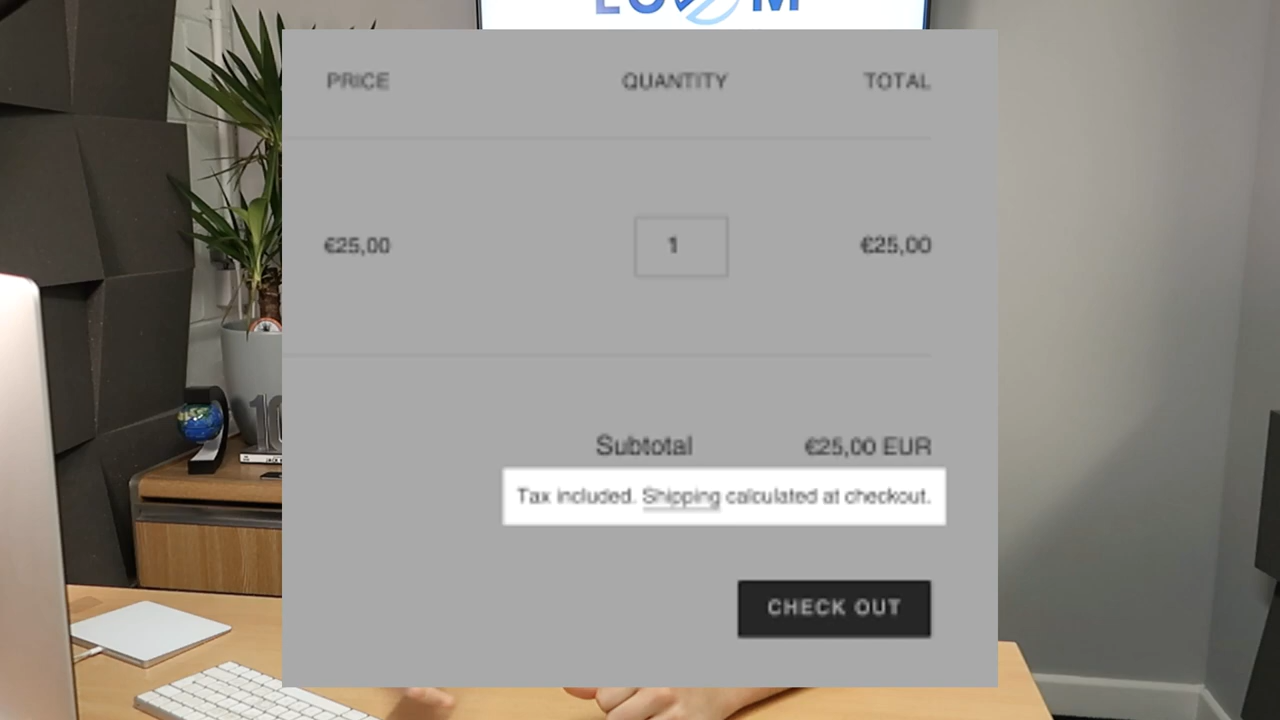 PRICE QUANTITY TOTAL
€25,00 1 €25,00
Subtotal €25,00 EUR
Tax included. Shipping calculated at checkout.
CHECK OUT
10